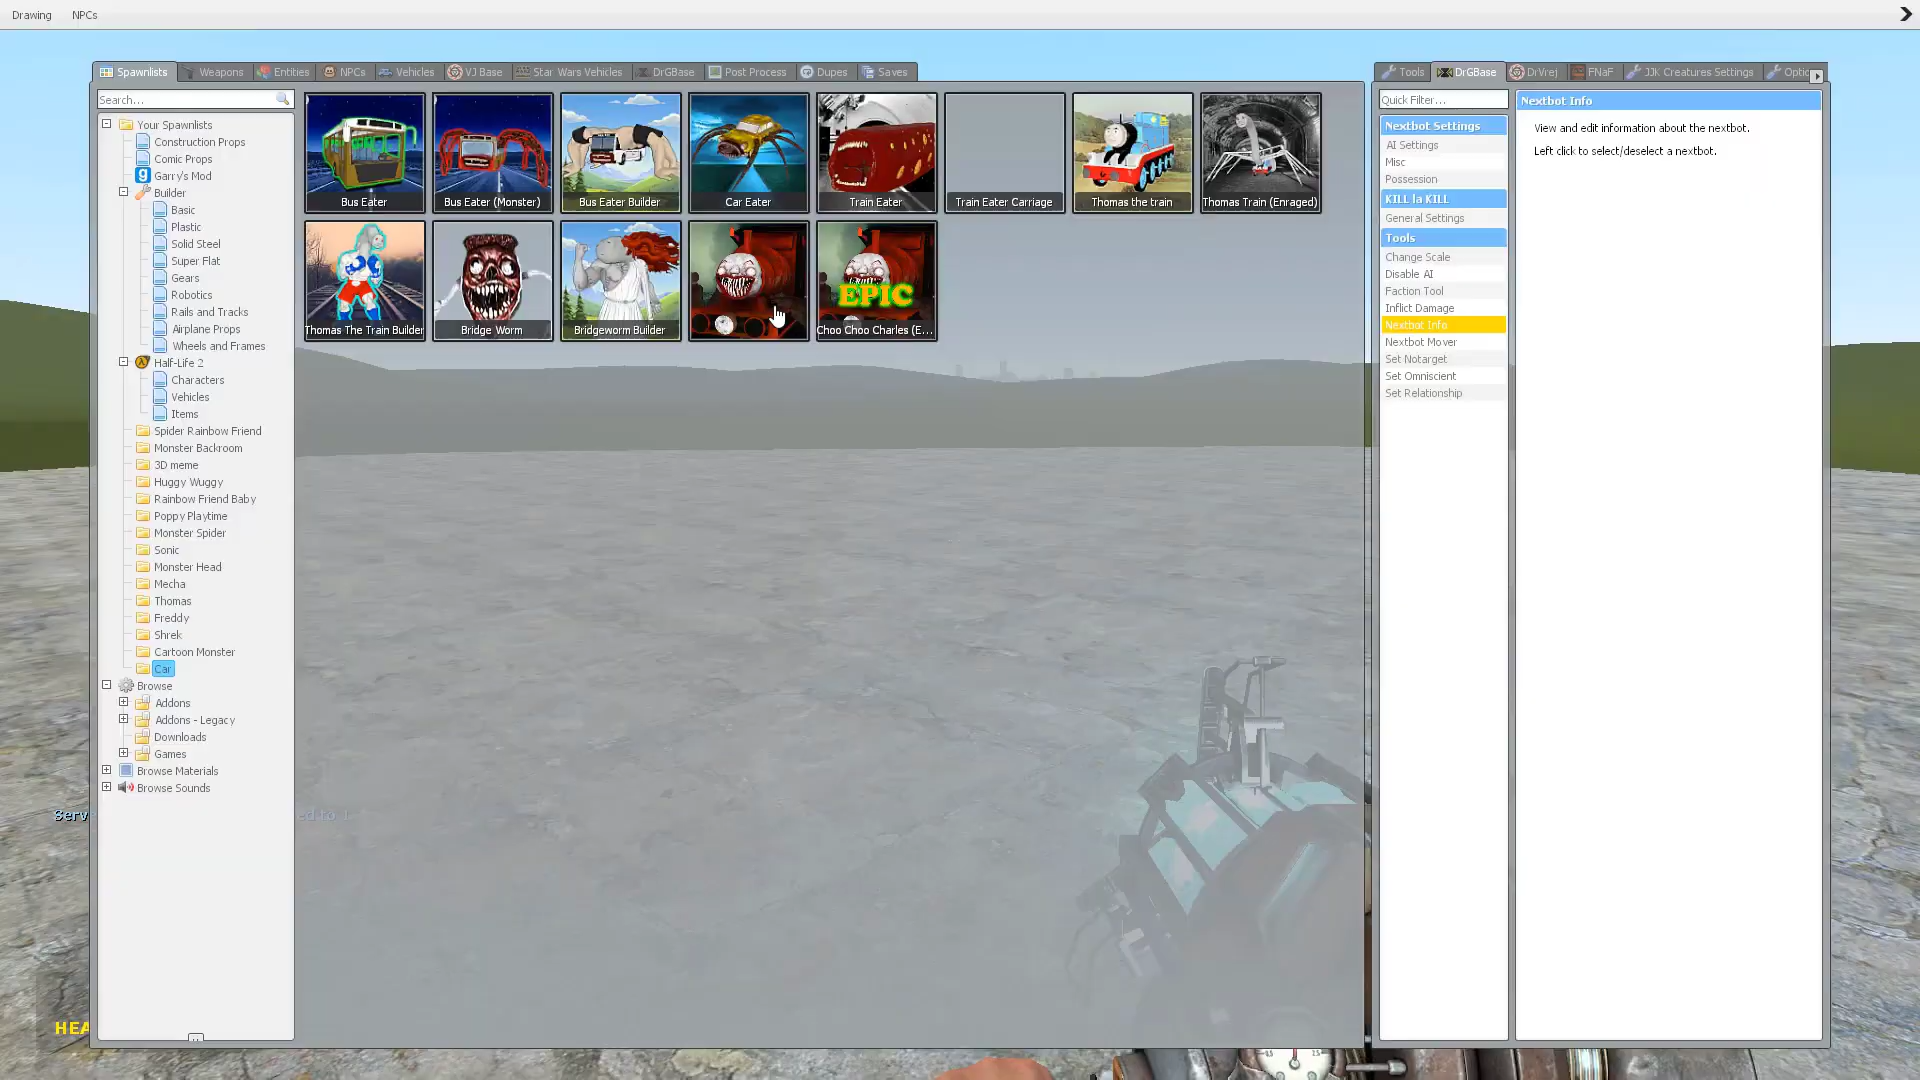 Drawing NPCs
Spawnlists Weapons Entities NPCs Vehicles VJ Base Star Wars Vehicles DrGBase Post Process Dupes Saves
Search...
Your Spawnlists
Construction Props
Comic Props
Garry's Mod
Builder
Basic
Plastic
Solid Steel
Super Flat
Gears
Robotics
Rails and Tracks
Airplane Props
Wheels and Frames
Half-Life 2
Characters
Vehicles
Items
Spider Rainbow Friend
Monster Backroom
3D meme
Huggy Wuggy
Rainbow Friend Baby
Poppy Playtime
Monster Spider
Sonic
Monster Head
Mecha
Thomas
Freddy
Shrek
Cartoon Monster
Car
Browse
Addons
Addons - Legacy
Downloads
Games
Browse Materials
Browse Sounds
Bus Eater
Bus Eater (Monster)
Bus Eater Builder
Car Eater
Train Eater
Train Eater Carriage
Thomas the train
Thomas Train (Enraged)
Thomas The Train Builder
Bridge Worm
Bridgeworm Builder
EPIC
Choo Choo Charles (E...
Tools DrGBase DrVrej FNaF JJK Creatures Settings Optio
Quick Filter...
Nextbot Settings
AI Settings
Misc
Possession
KILL la KILL
General Settings
Tools
Change Scale
Disable AI
Faction Tool
Inflict Damage
Nextbot Info
Nextbot Mover
Set Notarget
Set Omniscient
Set Relationship
Nextbot Info
View and edit information about the nextbot.
Left click to select/deselect a nextbot.
Serv
ed to 1
HEA